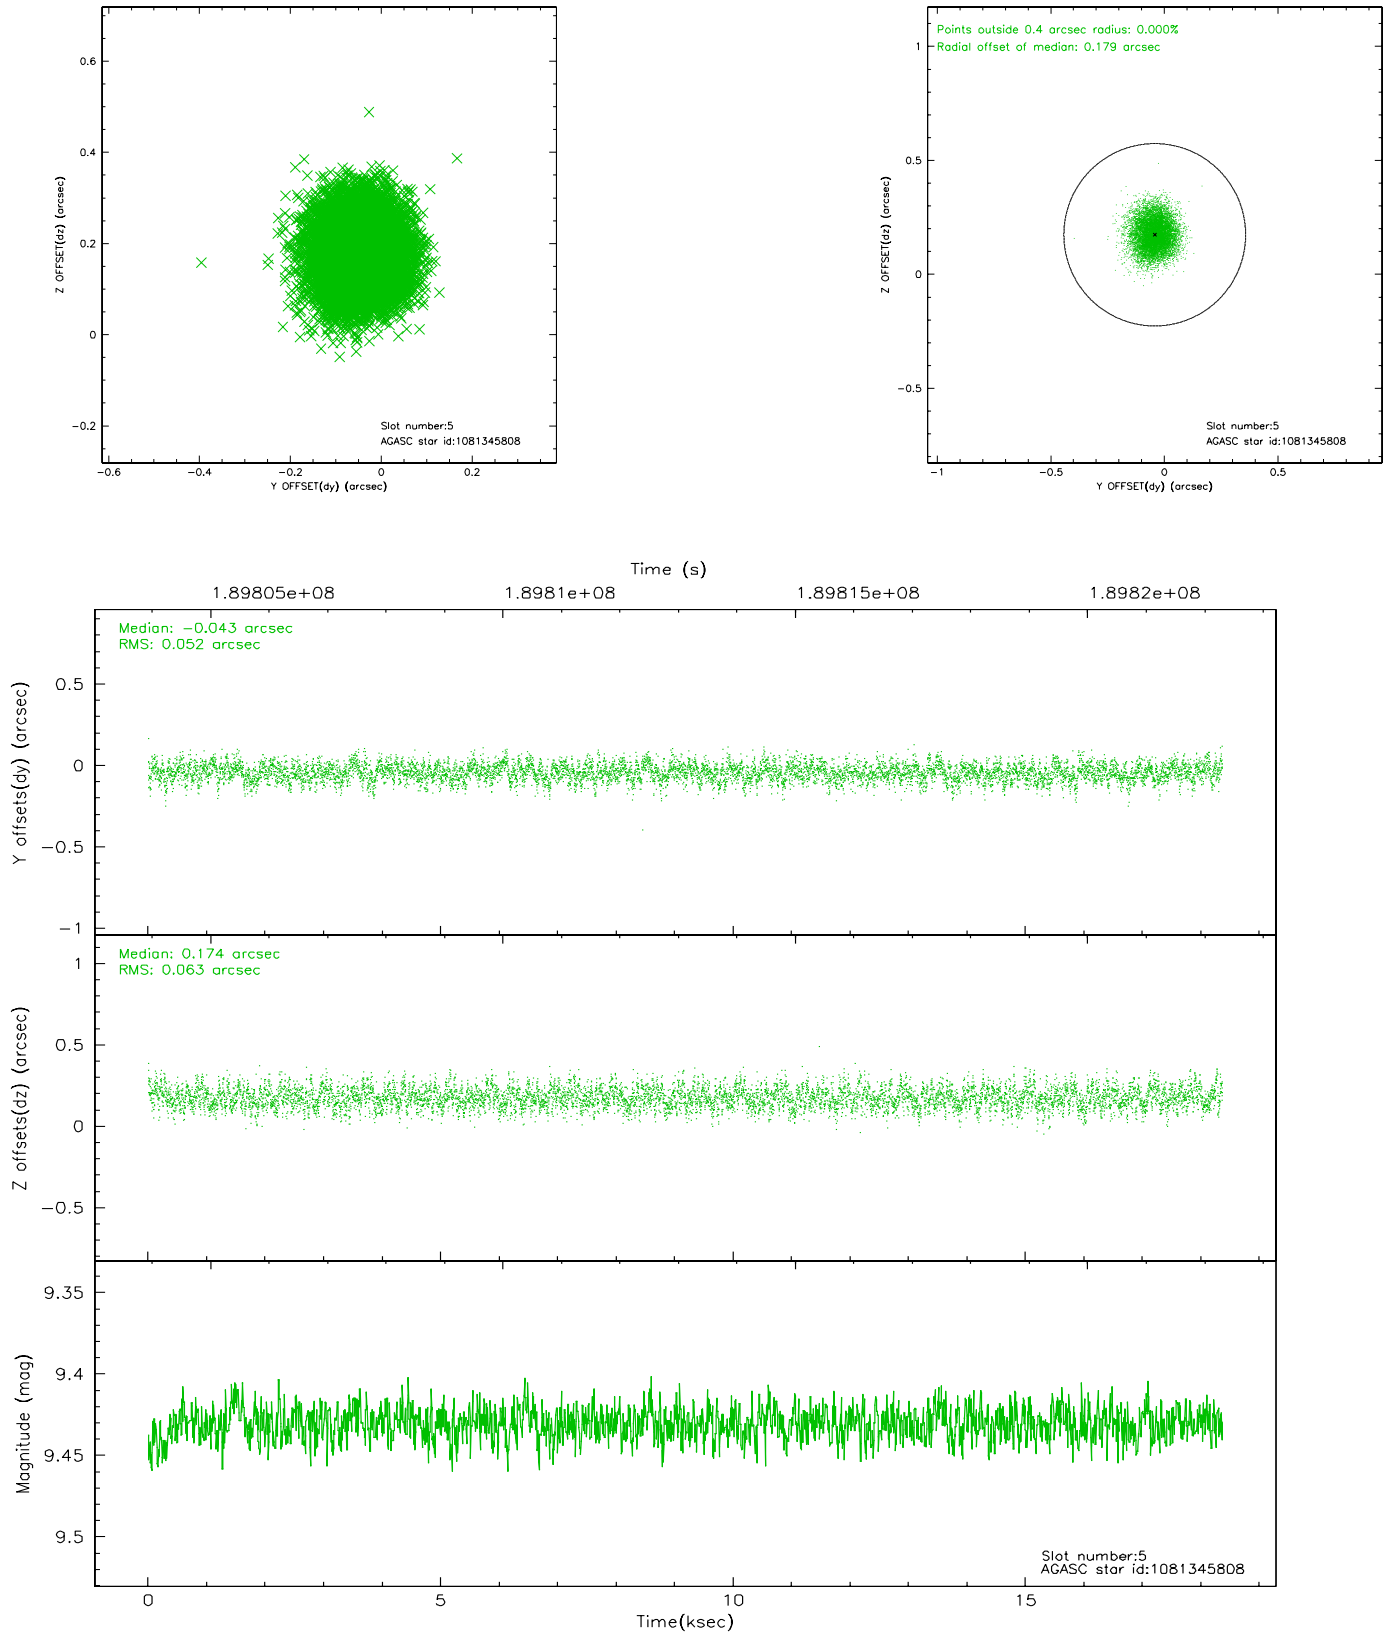 0.6
0.4
0.2
0
−0.2
Z OFFSET(dz) (arcsec)
−0.6 −0.4 −0.2 0 0.2
Y OFFSET(dy) (arcsec)
Slot number:5
AGASC star id:1081345808
Points outside 0.4 arcsec radius: 0.000%
Radial offset of median: 0.179 arcsec
1
0.5
0
−0.5
Z OFFSET(dz) (arcsec)
−1 −0.5 0 0.5
Y OFFSET(dy) (arcsec)
Slot number:5
AGASC star id:1081345808
Time (s)
1.89805e+08 1.8981e+08 1.89815e+08 1.8982e+08
Median: −0.043 arcsec
RMS: 0.052 arcsec
0.5
0
−0.5
−1
Y offsets(dy) (arcsec)
Median: 0.174 arcsec
RMS: 0.063 arcsec
1
0.5
0
−0.5
Z offsets(dz) (arcsec)
9.35
9.4
9.45
9.5
Magnitude (mag)
Slot number:5
AGASC star id:1081345808
0 5 10 15
Time(ksec)